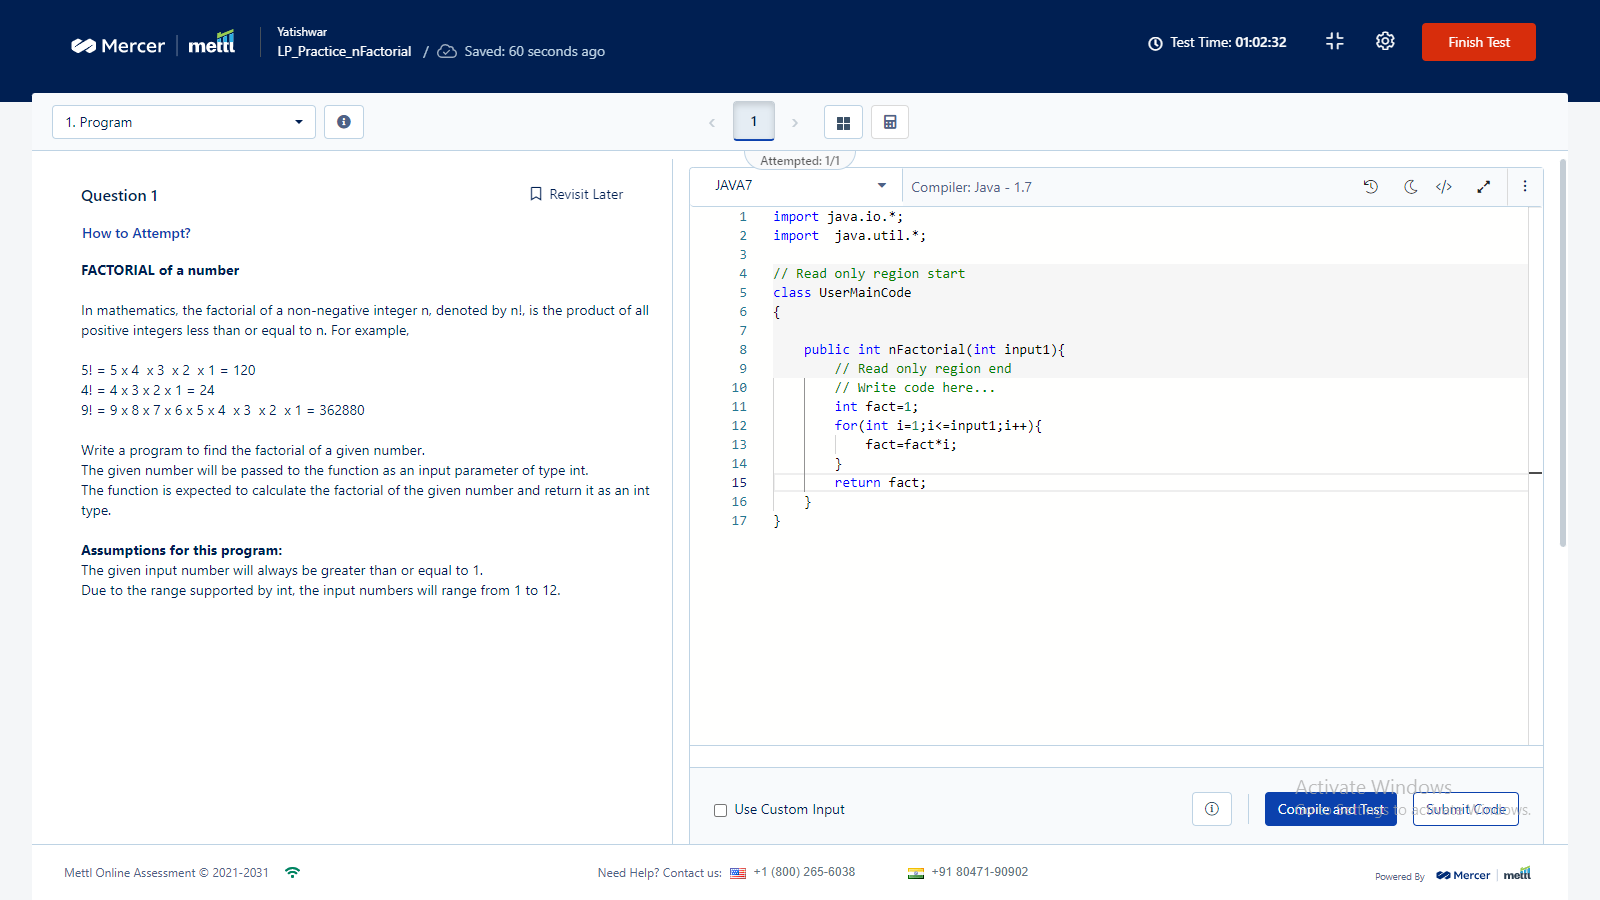 Mercer
mettl
Yatishwar
LP_Practice_nFactorial / Saved: 60 seconds ago
Test Time: 01:02:32
Finish Test
1. Program
1
Attempted: 1/1
Question 1
Revisit Later
How to Attempt?
FACTORIAL of a number
In mathematics, the factorial of a non-negative integer n, denoted by n!, is the product of all
positive integers less than or equal to n. For example,
5! = 5 x 4 x 3 x 2 x 1 = 120
4! = 4 x 3 x 2 x 1 = 24
9! = 9 x 8 x 7 x 6 x 5 x 4 x 3 x 2 x 1 = 362880
Write a program to find the factorial of a given number.
The given number will be passed to the function as an input parameter of type int.
The function is expected to calculate the factorial of the given number and return it as an int
type.
Assumptions for this program:
The given input number will always be greater than or equal to 1.
Due to the range supported by int, the input numbers will range from 1 to 12.
JAVA7
Compiler: Java - 1.7
1 import java.io.*;
2 import java.util.*;
3
4 // Read only region start
5 class UserMainCode
6 {
7
8 public int nFactorial(int input1){
9 // Read only region end
10 // Write code here...
11 int fact=1;
12 for(int i=1;i<=input1;i++){
13 fact=fact*i;
14 }
15 return fact;
16 }
17 }
Use Custom Input
Compile and Test
Submit Code
Activate Windows
Go to Settings to activate Windows.
Mettl Online Assessment © 2021-2031
Need Help? Contact us: +1 (800) 265-6038
+91 80471-90902
Powered By Mercer mettl